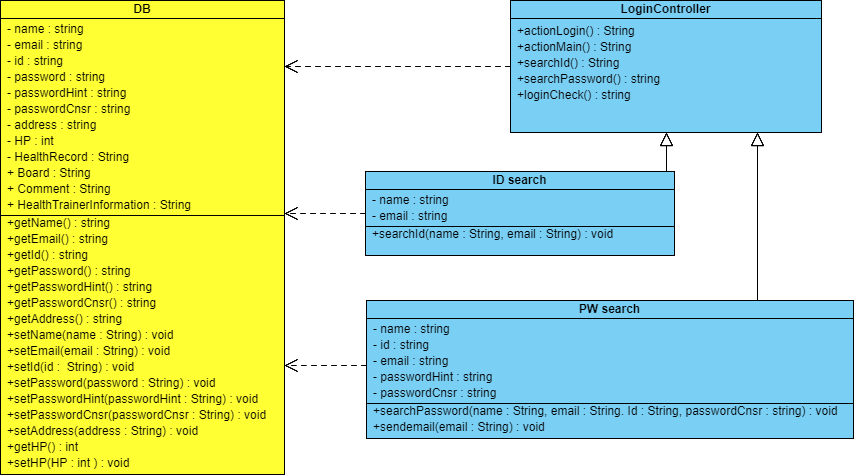 DB
- name : string
- email : string
- id : string
- password : string
- passwordHint : string
- passwordCnsr : string
- address : string
- HP : int
- HealthRecord : String
+ Board : String
+ Comment : String
+ HealthTrainerInformation : String
+getName() : string
+getEmail() : string
+getId() : string
+getPassword() : string
+getPasswordHint() : string
+getPasswordCnsr() : string
+getAddress() : string
+setName(name : String) : void
+setEmail(email : String) : void
+setId(id :  String) : void
+setPassword(password : String) : void
+setPasswordHint(passwordHint : String) : void
+setPasswordCnsr(passwordCnsr : String) : void
+setAddress(address : String) : void
+getHP() : int
+setHP(HP : int ) : void
LoginController
+actionLogin() : String
+actionMain() : String
+searchId() : String
+searchPassword() : string
+loginCheck() : string
ID search
- name : string
- email : string
+searchId(name : String, email : String) : void
PW search
- name : string
- id : string
- email : string
- passwordHint : string
- passwordCnsr : string
+searchPassword(name : String, email : String. Id : String, passwordCnsr : string) : void
+sendemail(email : String) : void